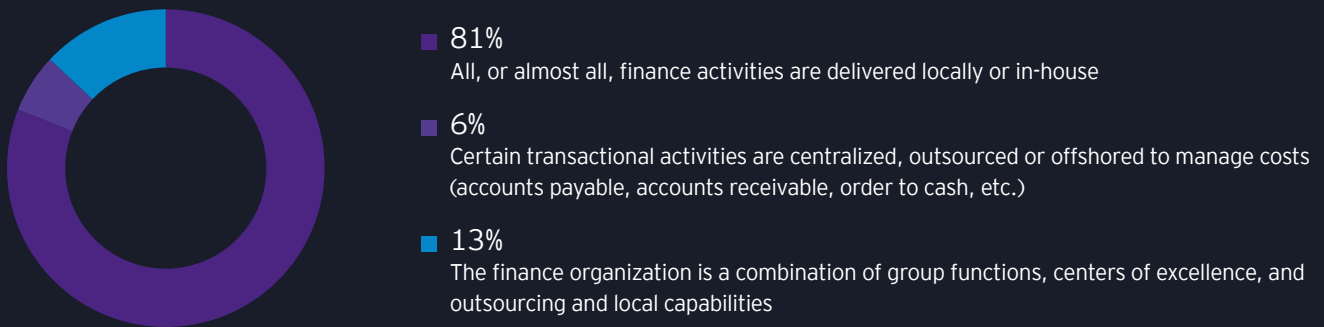 81%
All, or almost all, finance activities are delivered locally or in-house
6%
Certain transactional activities are centralized, outsourced or offshored to manage costs
(accounts payable, accounts receivable, order to cash, etc.)
13%
The finance organization is a combination of group functions, centers of excellence, and
outsourcing and local capabilities